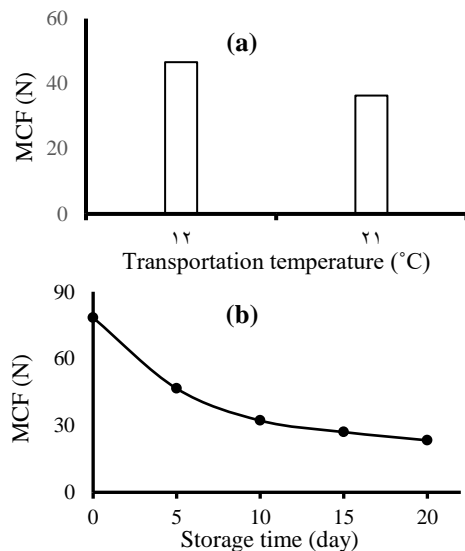 (a)
MCF (N)
60
40
20
0
۱۲ ۲۱
Transportation temperature (˚C)
(b)
MCF (N)
90
60
30
0
0 5 10 15 20
Storage time (day)